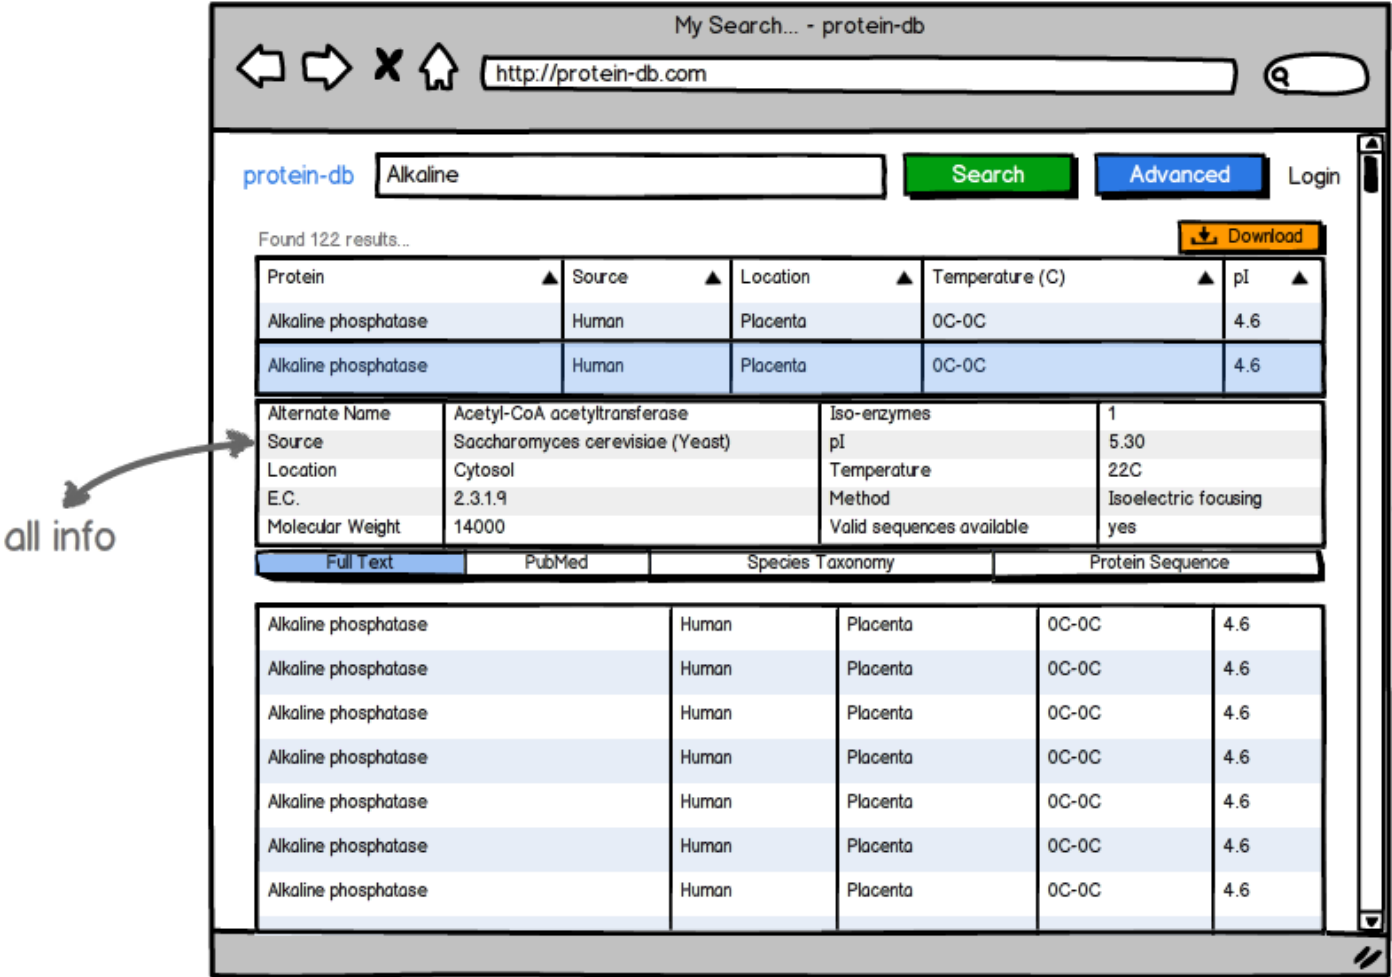 My Search... - protein-db
http://protein-db.com
protein-db Alkaline Search Advanced Login
Found 122 results... Download
Protein Source Location Temperature (C) pI
Alkaline phosphatase Human Placenta 0C-0C 4.6
Alkaline phosphatase Human Placenta 0C-0C 4.6
Alternate Name Acetyl-CoA acetyltransferase Iso-enzymes 1
Source Saccharomyces cerevisiae (Yeast) pI 5.30
Location Cytosol Temperature 22C
E.C. 2.3.1.9 Method Isoelectric focusing
Molecular Weight 14000 Valid sequences available yes
all info
Full Text PubMed Species Taxonomy Protein Sequence
Alkaline phosphatase Human Placenta 0C-0C 4.6
Alkaline phosphatase Human Placenta 0C-0C 4.6
Alkaline phosphatase Human Placenta 0C-0C 4.6
Alkaline phosphatase Human Placenta 0C-0C 4.6
Alkaline phosphatase Human Placenta 0C-0C 4.6
Alkaline phosphatase Human Placenta 0C-0C 4.6
Alkaline phosphatase Human Placenta 0C-0C 4.6